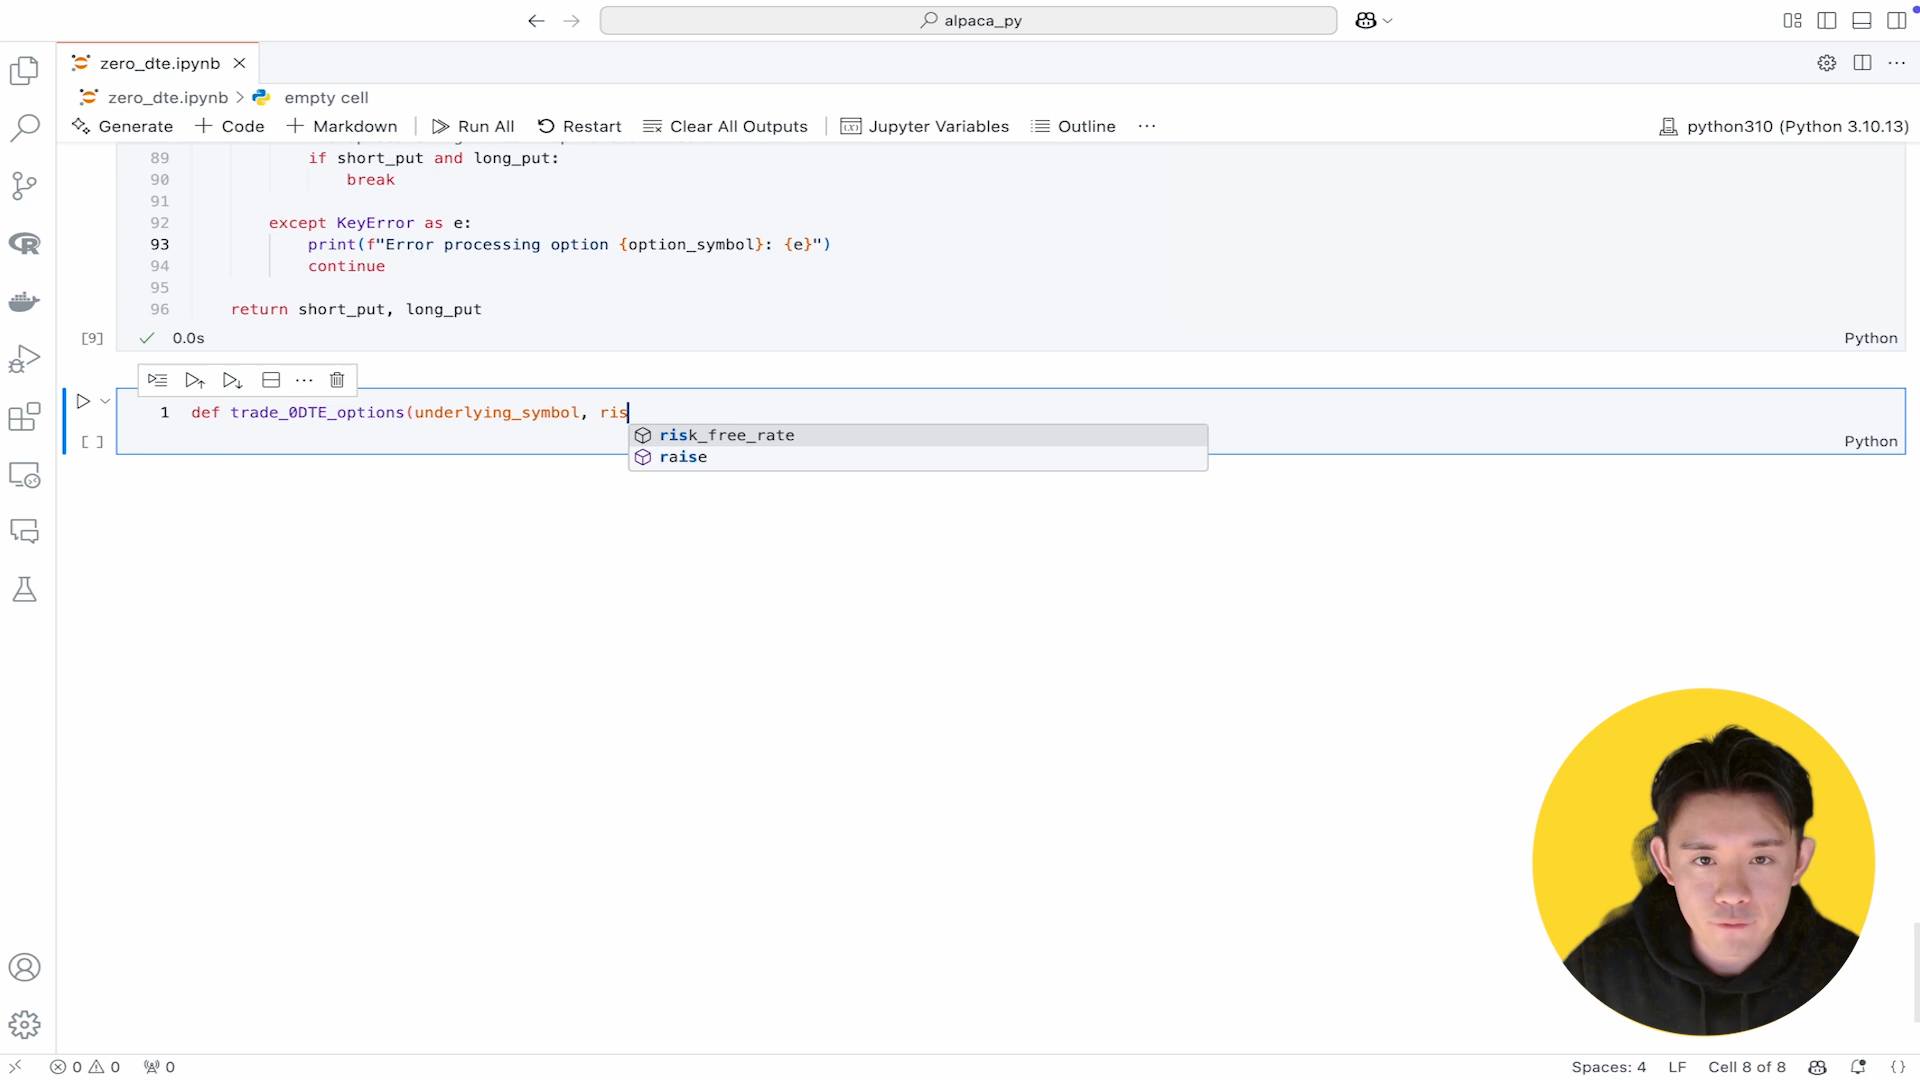 alpaca_py
zero_dte.ipynb
zero_dte.ipynb > empty cell
Generate + Code + Markdown Run All Restart Clear All Outputs Jupyter Variables Outline ... python310 (Python 3.10.13)
89 if short_put and long_put:
90 break
91
92 except KeyError as e:
93 print(f"Error processing option {option_symbol}: {e}")
94 continue
95
96 return short_put, long_put
[9] 0.0s Python
1 def trade_0DTE_options(underlying_symbol, ris
risk_free_rate
[ ] Python
raise
0 0 0 Spaces: 4 LF Cell 8 of 8 {}